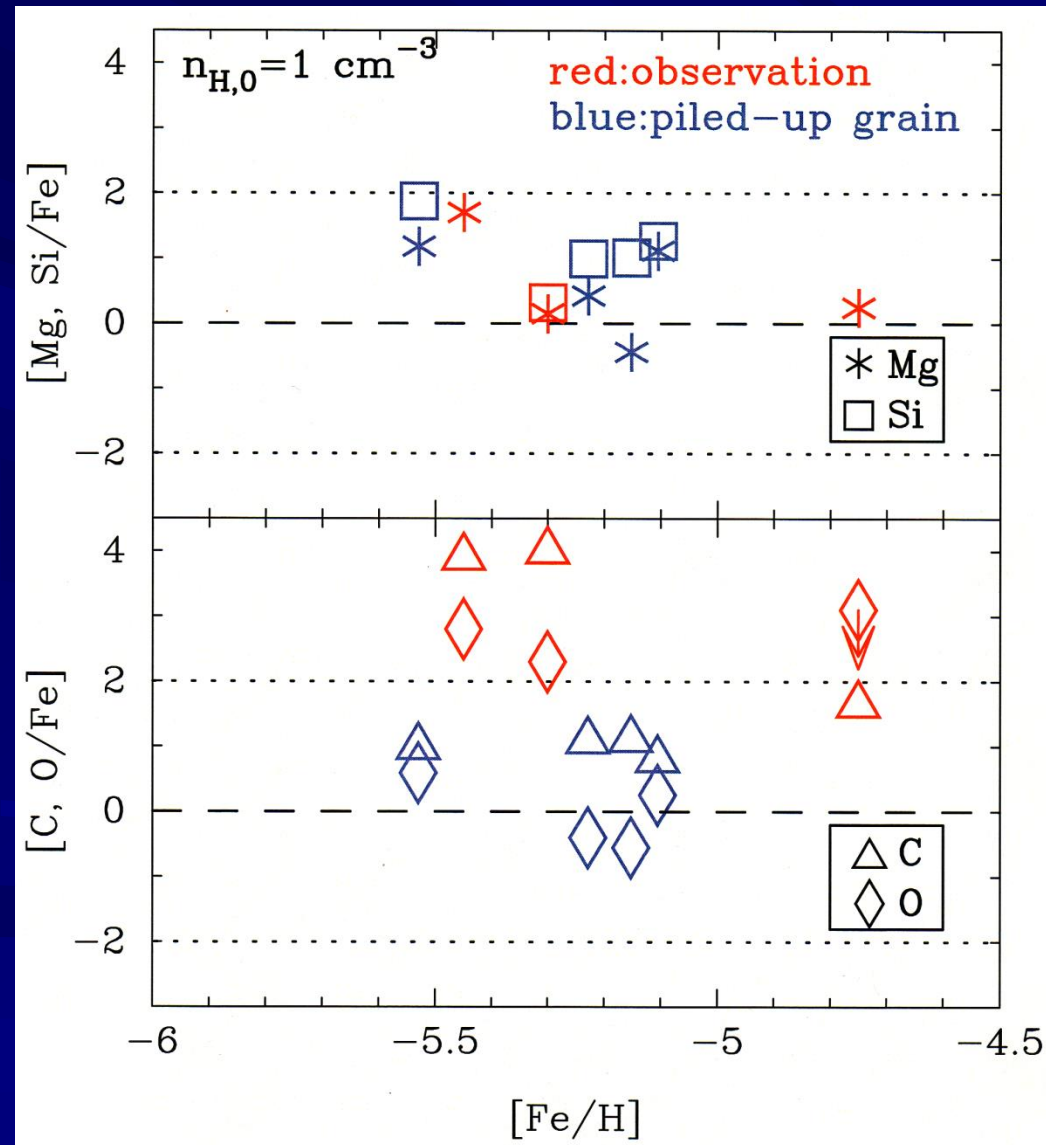 n_{H,0}=1 cm^{-3}
red:observation
blue:piled-up grain
[Mg, Si/Fe]
4
2
0
-2
Mg
Si
[C, O/Fe]
4
2
0
-2
C
O
-6 -5.5 -5 -4.5
[Fe/H]